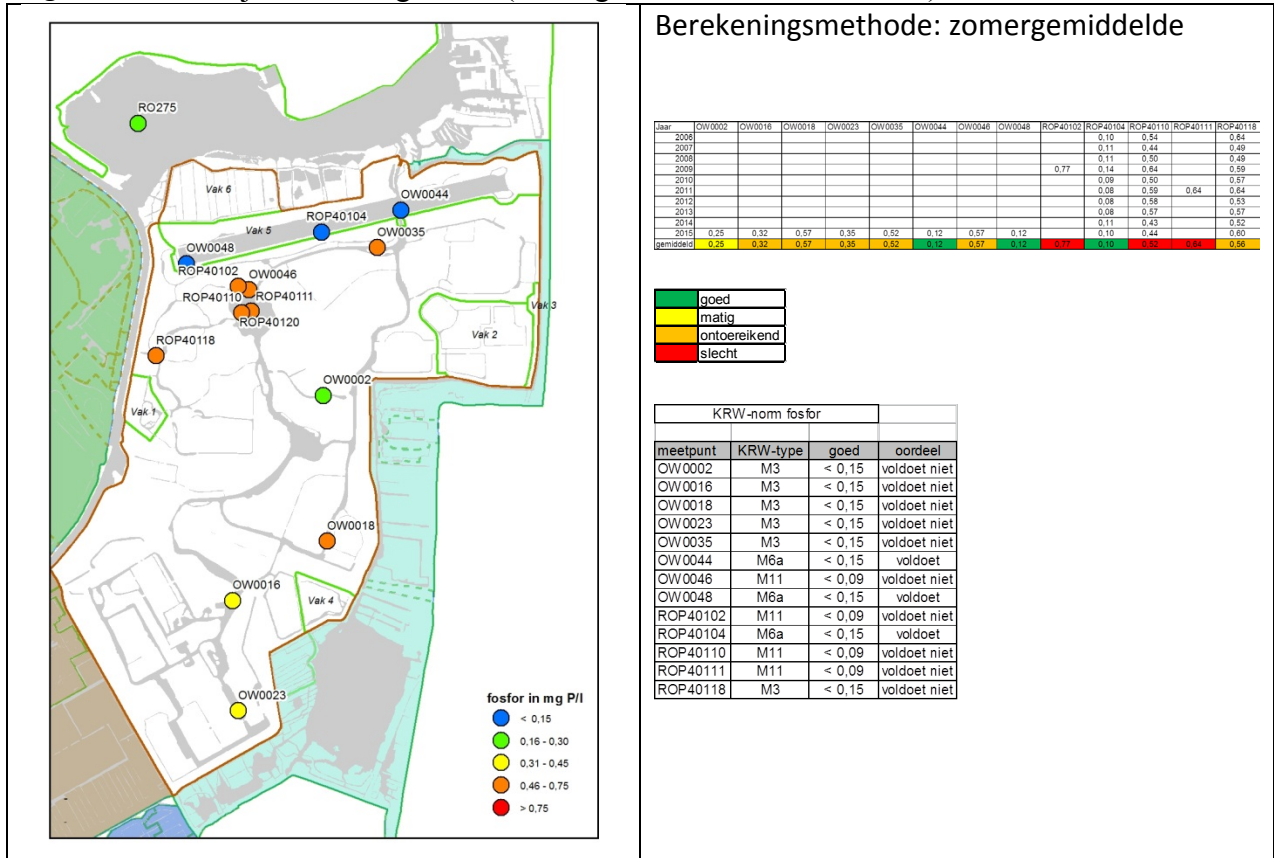 RO275
Vak 6
OW0044
ROP40104
Vak 5
OW0035
OW0048
ROP40102
OW0046
ROP40110
ROP40111
Vak 3
ROP40120
Vak 2
ROP40118
OW0002
Vak 1
OW0018
OW0016
Vak 4
OW0023
fosfor in mg P/l
< 0,15
0,16 - 0,30
0,31 - 0,45
0,46 - 0,75
> 0,75
Berekeningsmethode: zomergemiddelde
Jaar OW0002 OW0016 OW0018 OW0023 OW0035 OW0044 OW0046 OW0048 ROP40102 ROP40104 ROP40110 ROP40111 ROP40118
2006 0,10 0,54 0,64
2007 0,11 0,44 0,49
2008 0,11 0,50 0,49
2009 0,77 0,14 0,64 0,59
2010 0,09 0,50 0,57
2011 0,08 0,59 0,64 0,64
2012 0,08 0,58 0,53
2013 0,08 0,57 0,57
2014 0,11 0,43 0,52
2015 0,25 0,32 0,57 0,35 0,52 0,12 0,57 0,12 0,10 0,44 0,60
gemiddeld 0,25 0,32 0,57 0,35 0,52 0,12 0,57 0,12 0,77 0,10 0,52 0,64 0,56
goed
matig
ontoereikend
slecht
KRW-norm fosfor
meetpunt KRW-type goed oordeel
OW0002 M3 < 0,15 voldoet niet
OW0016 M3 < 0,15 voldoet niet
OW0018 M3 < 0,15 voldoet niet
OW0023 M3 < 0,15 voldoet niet
OW0035 M3 < 0,15 voldoet niet
OW0044 M6a < 0,15 voldoet
OW0046 M11 < 0,09 voldoet niet
OW0048 M6a < 0,15 voldoet
ROP40102 M11 < 0,09 voldoet niet
ROP40104 M6a < 0,15 voldoet
ROP40110 M11 < 0,09 voldoet niet
ROP40111 M11 < 0,09 voldoet niet
ROP40118 M3 < 0,15 voldoet niet